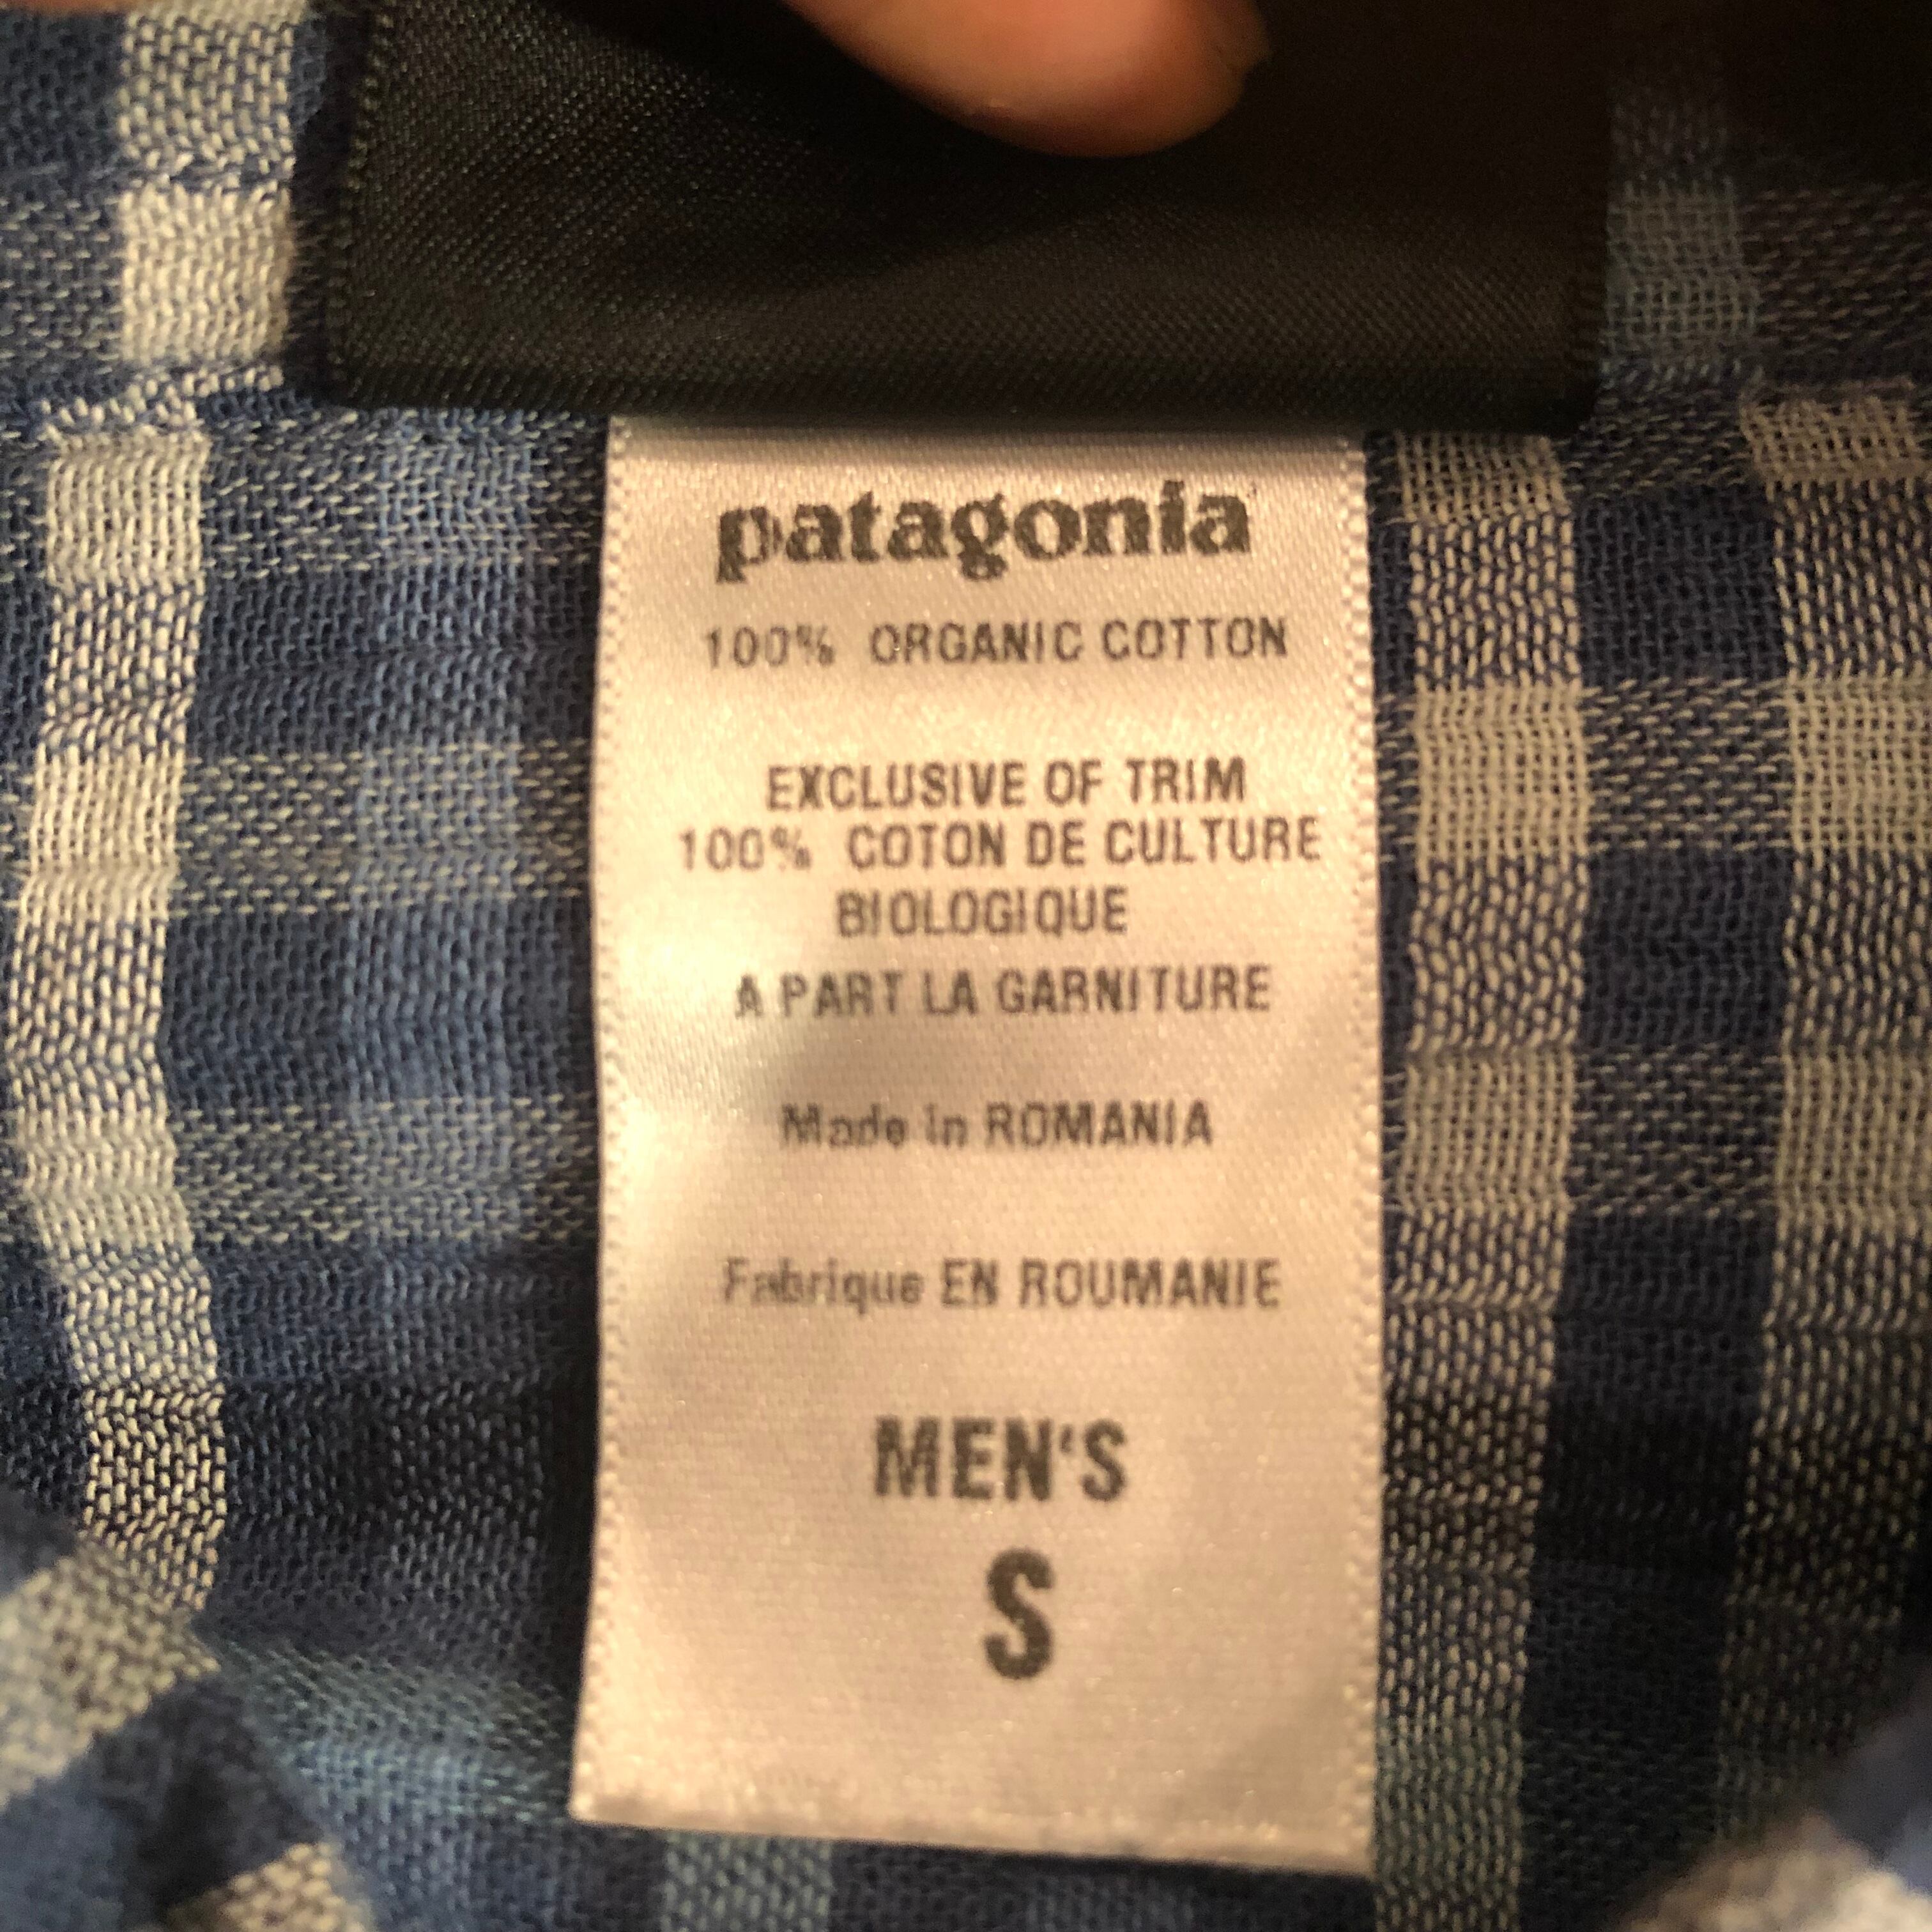 patagonia
100% ORGANIC COTTON
EXCLUSIVE OF TRIM
100% COTON DE CULTURE
BIOLOGIQUE
A PART LA GARNITURE
Made in ROMANIA
Fabrique EN ROUMANIE
MEN'S
S